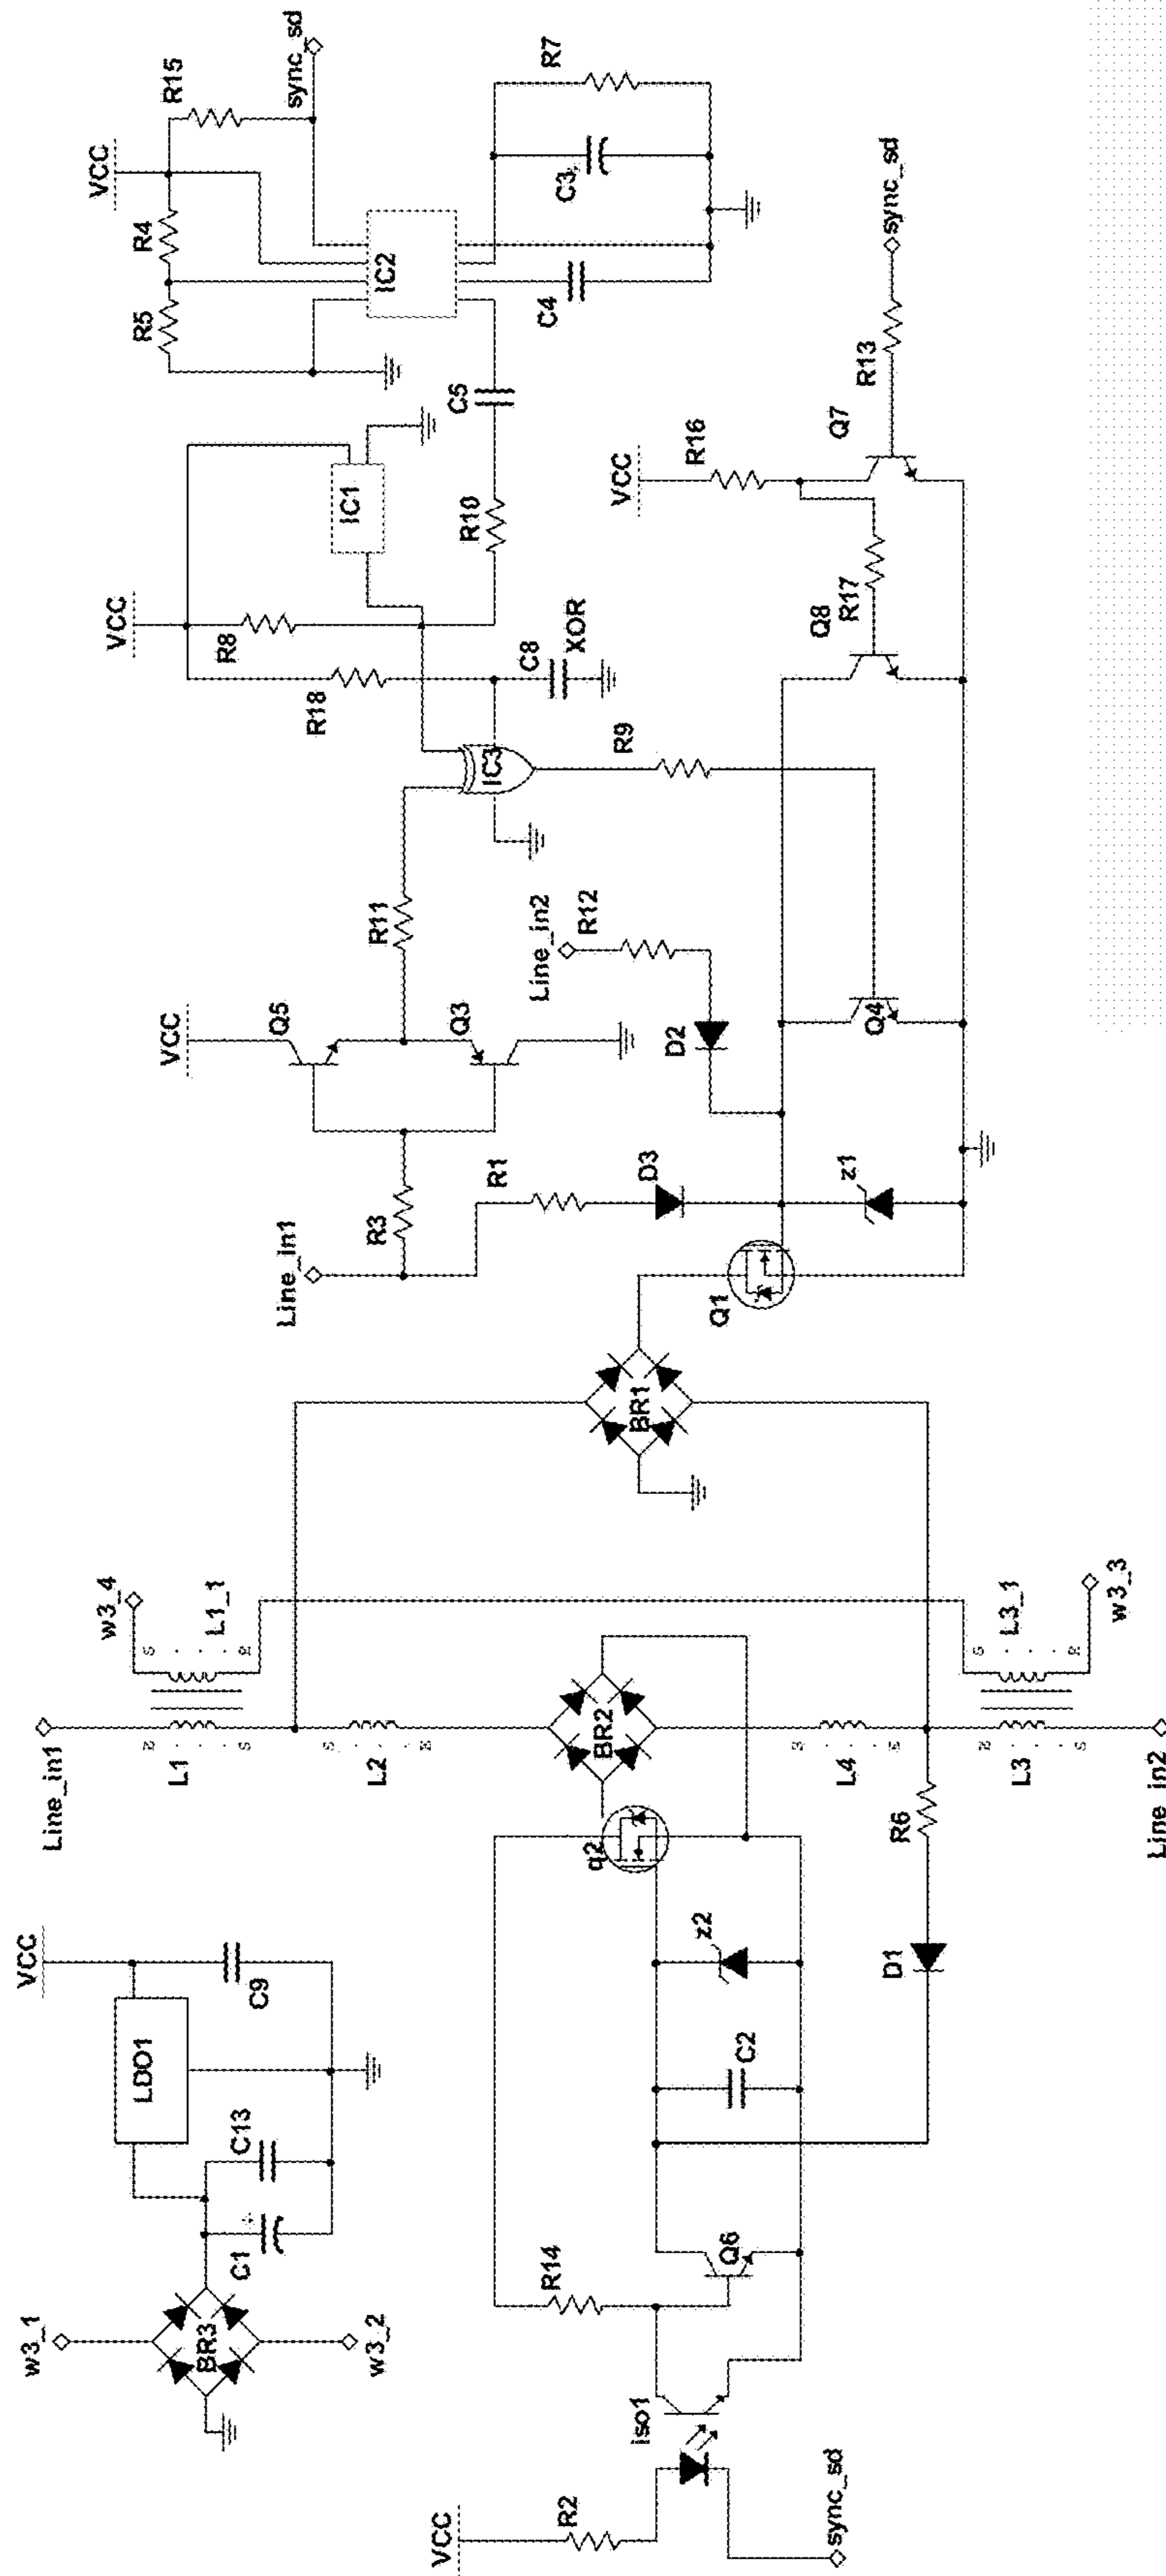 VCC
R15
sync_sd
R4
R5
IC2
R7
C3
C4
C5
R10
VCC
IC1
R8
R18
C8
XOR
IC3
R9
VCC
R16
Q7
R13
sync_sd
R17
Q8
R11
VCC
Q5
Q3
Line_in2
R12
D2
Q4
Line_in1
R3
R1
D3
z1
Q1
BR1
w3_4
L1_1
S
R
Line_in1
L1
S
L2
S
BR2
L4
L3_1
S
R
w3_3
L3
S
Line_in2
R6
q2
z2
D1
C2
VCC
C9
LDO1
C13
C1
+
w3_1
BR3
w3_2
R14
Q6
iso1
VCC
R2
sync_sd